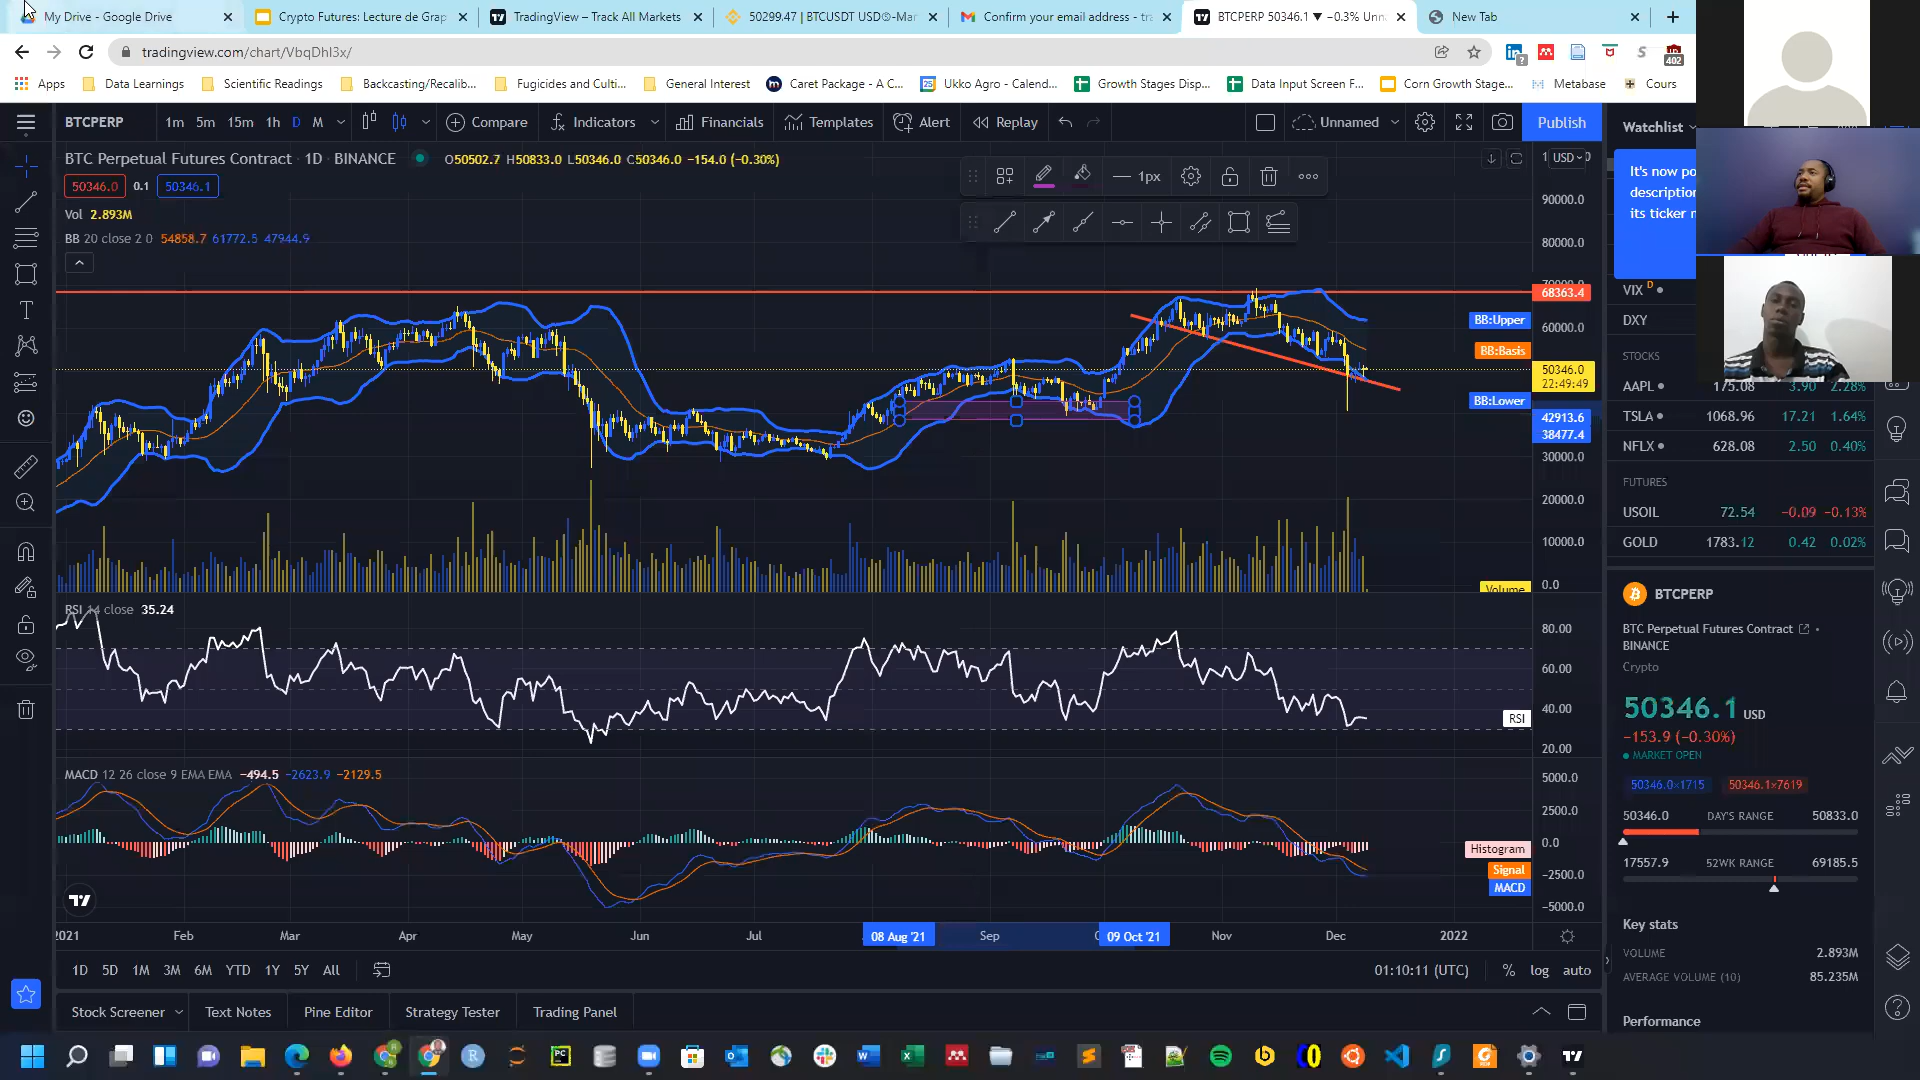 My Drive - Google Drive
Crypto Futures: Lecture de Grap
TradingView – Track All Markets
50299.47 | BTCUSDT USD®-Mar
Confirm your email address - tra
BTCPERP 50346.1 ▼ −0.3% Unna
New Tab
tradingview.com/chart/VbqDhI3x/
402
Apps
Data Learnings
Scientific Readings
Backcasting/Recalib...
Fugicides and Culti...
General Interest
Caret Package - A C...
Ukko Agro - Calend...
Growth Stages Disp...
Data Input Screen F...
Corn Growth Stage...
Metabase
Cours
BTCPERP
1m 5m 15m 1h D M
Compare
Indicators
Financials
Templates
Alert
Replay
Unnamed
Publish
Watchlist
BTC Perpetual Futures Contract · 1D · BINANCE
O50502.7 H50833.0 L50346.0 C50346.0 −154.0 (−0.30%)
50346.0 0.1 50346.1
Vol 2.893M
BB 20 close 2 0 54858.7 61772.5 47944.9
1px
USD
90000.0
80000.0
68363.4
60000.0
50346.0
22:49:49
42913.6
38477.4
30000.0
20000.0
10000.0
0.0
BB:Upper
BB:Basis
BB:Lower
Volume
It's now po
description
its ticker n
VIX D
DXY
STOCKS
AAPL 175.08 3.90 2.28%
TSLA 1068.96 17.21 1.64%
NFLX 628.08 2.50 0.40%
FUTURES
USOIL 72.54 −0.09 −0.13%
GOLD 1783.12 0.42 0.02%
RSI 14 close 35.24
80.00
60.00
40.00
20.00
RSI
MACD 12 26 close 9 EMA EMA −494.5 −2623.9 −2129.5
5000.0
2500.0
0.0
−2500.0
−5000.0
Histogram
Signal
MACD
BTCPERP
BTC Perpetual Futures Contract
BINANCE
Crypto
50346.1 USD
−153.9 (−0.30%)
MARKET OPEN
50346.0×1715 50346.1×7619
50346.0 DAY'S RANGE 50833.0
17557.9 52WK RANGE 69185.5
Key stats
VOLUME 2.893M
AVERAGE VOLUME (10) 85.235M
Performance
2021 Feb Mar Apr May Jun Jul 08 Aug '21 Sep 09 Oct '21 Nov Dec 2022
1D 5D 1M 3M 6M YTD 1Y 5Y All
01:10:11 (UTC) % log auto
Stock Screener
Text Notes
Pine Editor
Strategy Tester
Trading Panel